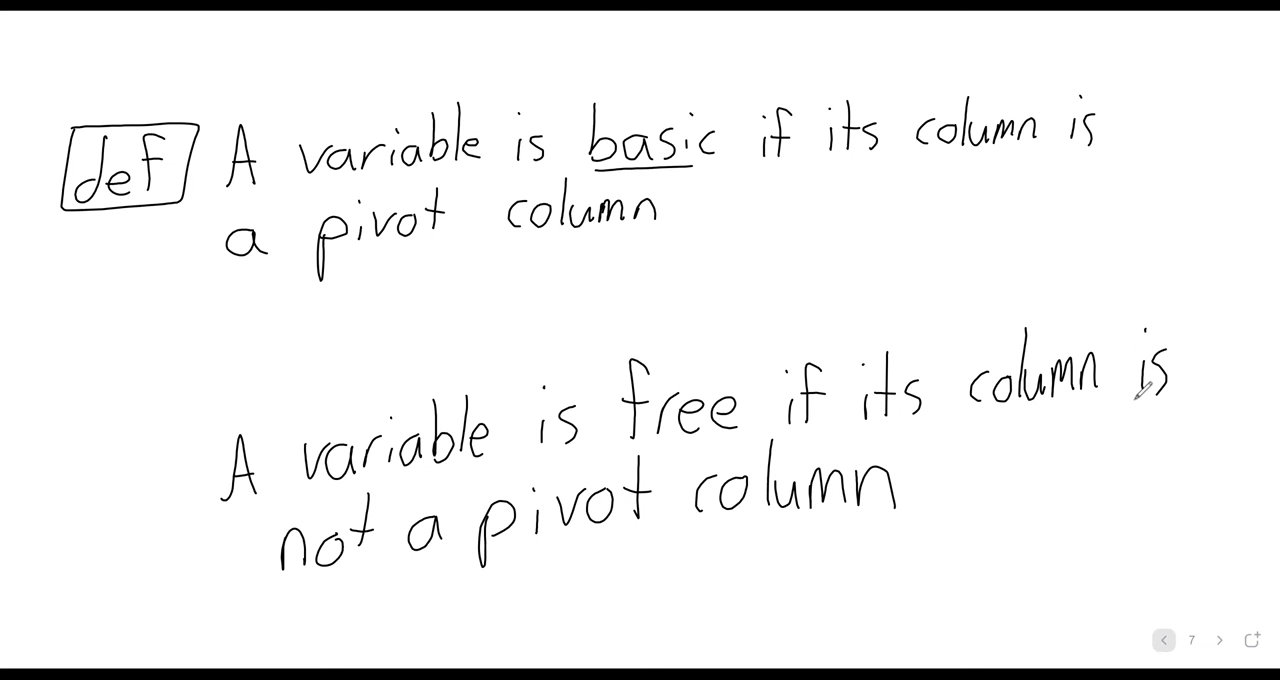 def A variable is basic if its column is
a pivot column
A variable is free if its column is
not a pivot column
7